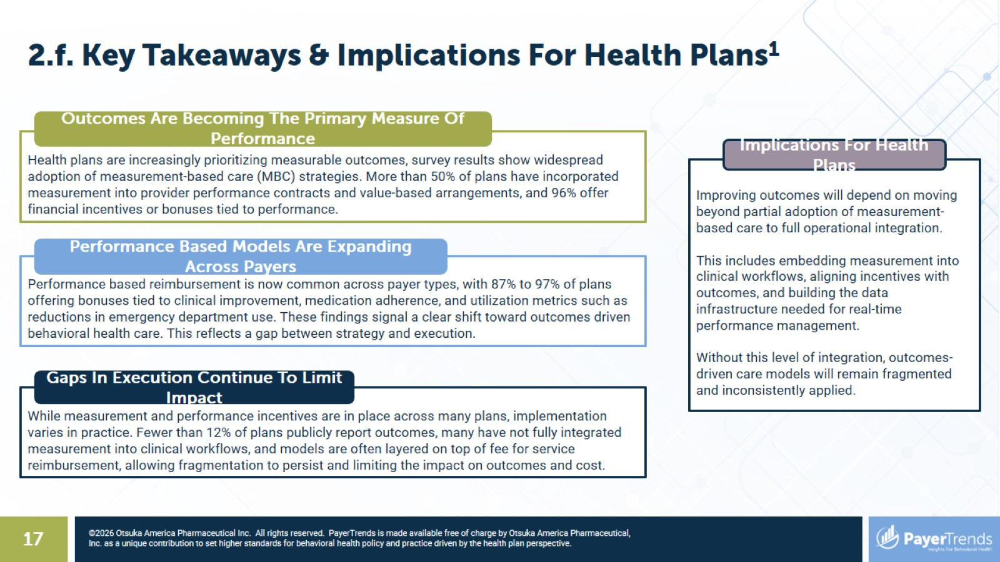 2.f. Key Takeaways & Implications For Health Plans¹
Outcomes Are Becoming The Primary Measure Of
Performance
Health plans are increasingly prioritizing measurable outcomes, survey results show widespread
adoption of measurement-based care (MBC) strategies. More than 50% of plans have incorporated
measurement into provider performance contracts and value-based arrangements, and 96% offer
financial incentives or bonuses tied to performance.
Performance Based Models Are Expanding
Across Payers
Performance based reimbursement is now common across payer types, with 87% to 97% of plans
offering bonuses tied to clinical improvement, medication adherence, and utilization metrics such as
reductions in emergency department use. These findings signal a clear shift toward outcomes driven
behavioral health care. This reflects a gap between strategy and execution.
Gaps In Execution Continue To Limit
Impact
While measurement and performance incentives are in place across many plans, implementation
varies in practice. Fewer than 12% of plans publicly report outcomes, many have not fully integrated
measurement into clinical workflows, and models are often layered on top of fee for service
reimbursement, allowing fragmentation to persist and limiting the impact on outcomes and cost.
Implications For Health
Plans
Improving outcomes will depend on moving
beyond partial adoption of measurement-
based care to full operational integration.
This includes embedding measurement into
clinical workflows, aligning incentives with
outcomes, and building the data
infrastructure needed for real-time
performance management.
Without this level of integration, outcomes-
driven care models will remain fragmented
and inconsistently applied.
17
©2026 Otsuka America Pharmaceutical Inc. All rights reserved. PayerTrends is made available free of charge by Otsuka America Pharmaceutical,
Inc. as a unique contribution to set higher standards for behavioral health policy and practice driven by the health plan perspective.
PayerTrends
Insights For Behavioral Health